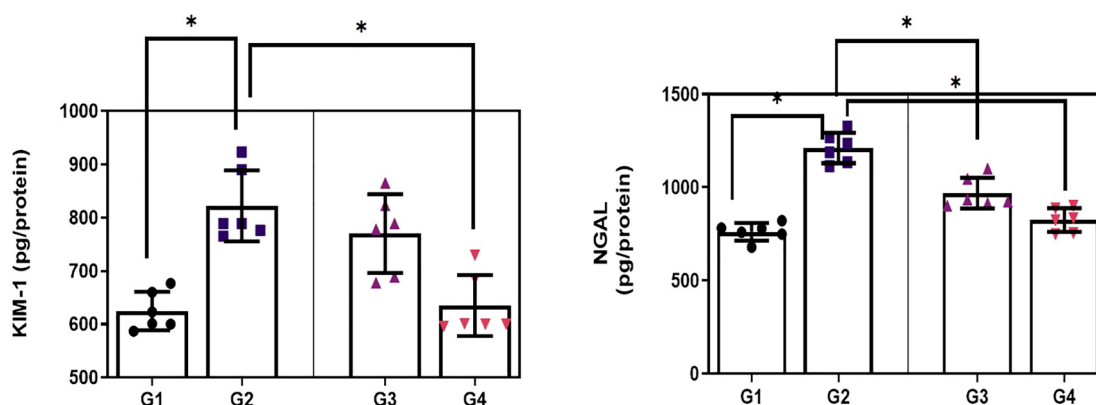 *
*
1000
900
800
700
600
500
KIM-1 (pg/protein)
G1
G2
G3
G4
*
*
*
1500
1000
500
0
NGAL
(pg/protein)
G1
G2
G3
G4